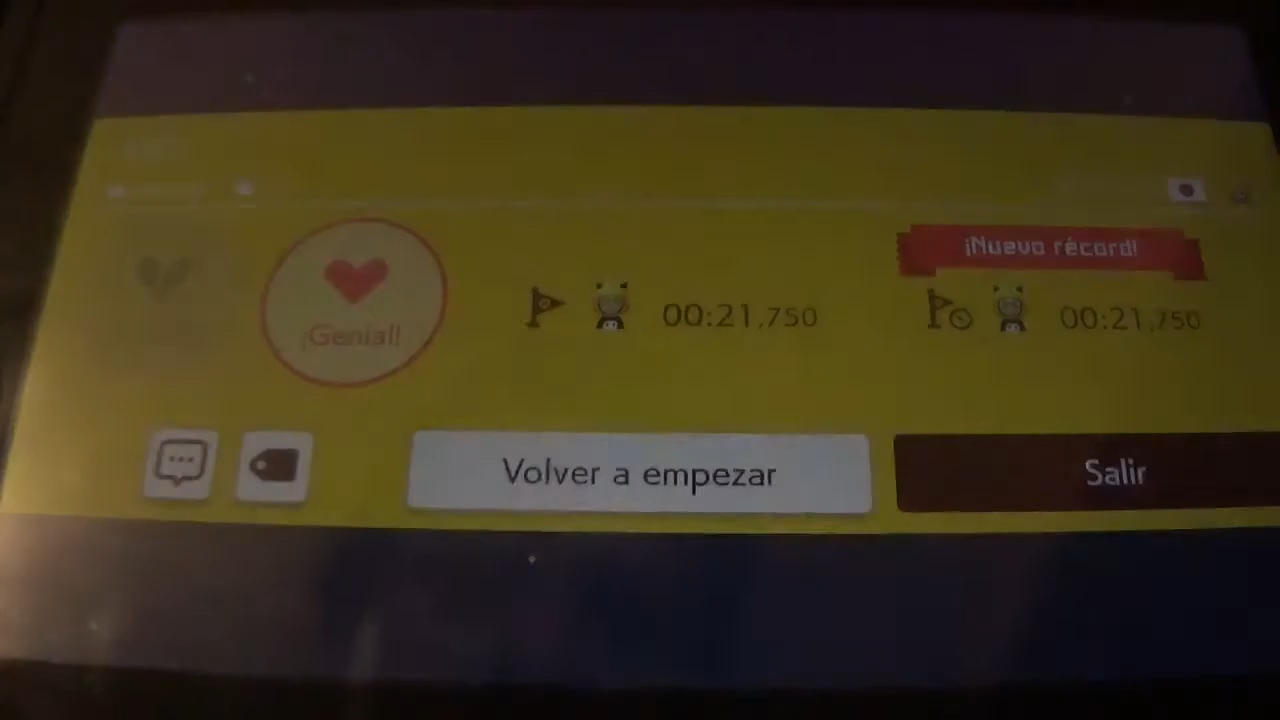 ¡Nuevo récord!
¡Genial!
00:21,750
00:21,750
Volver a empezar
Salir